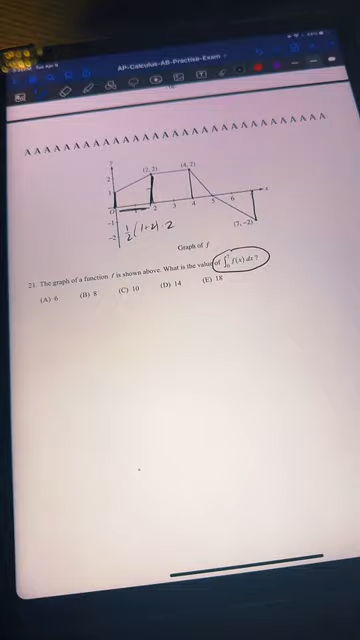 AP-Calculus-AB-Practise-Exam
A A A A A A A A A A A A A A A A A A A A A A A A A A A A A A A
y
2 (2, 2) (4, 2)
1
O 1 2 3 4 5 6 x
-1
-2 (7, -2)
½(1+2)·2
Graph of f
21. The graph of a function f is shown above. What is the value of ∫₀⁷ f(x) dx ?
(A) 6 (B) 8 (C) 10 (D) 14 (E) 18